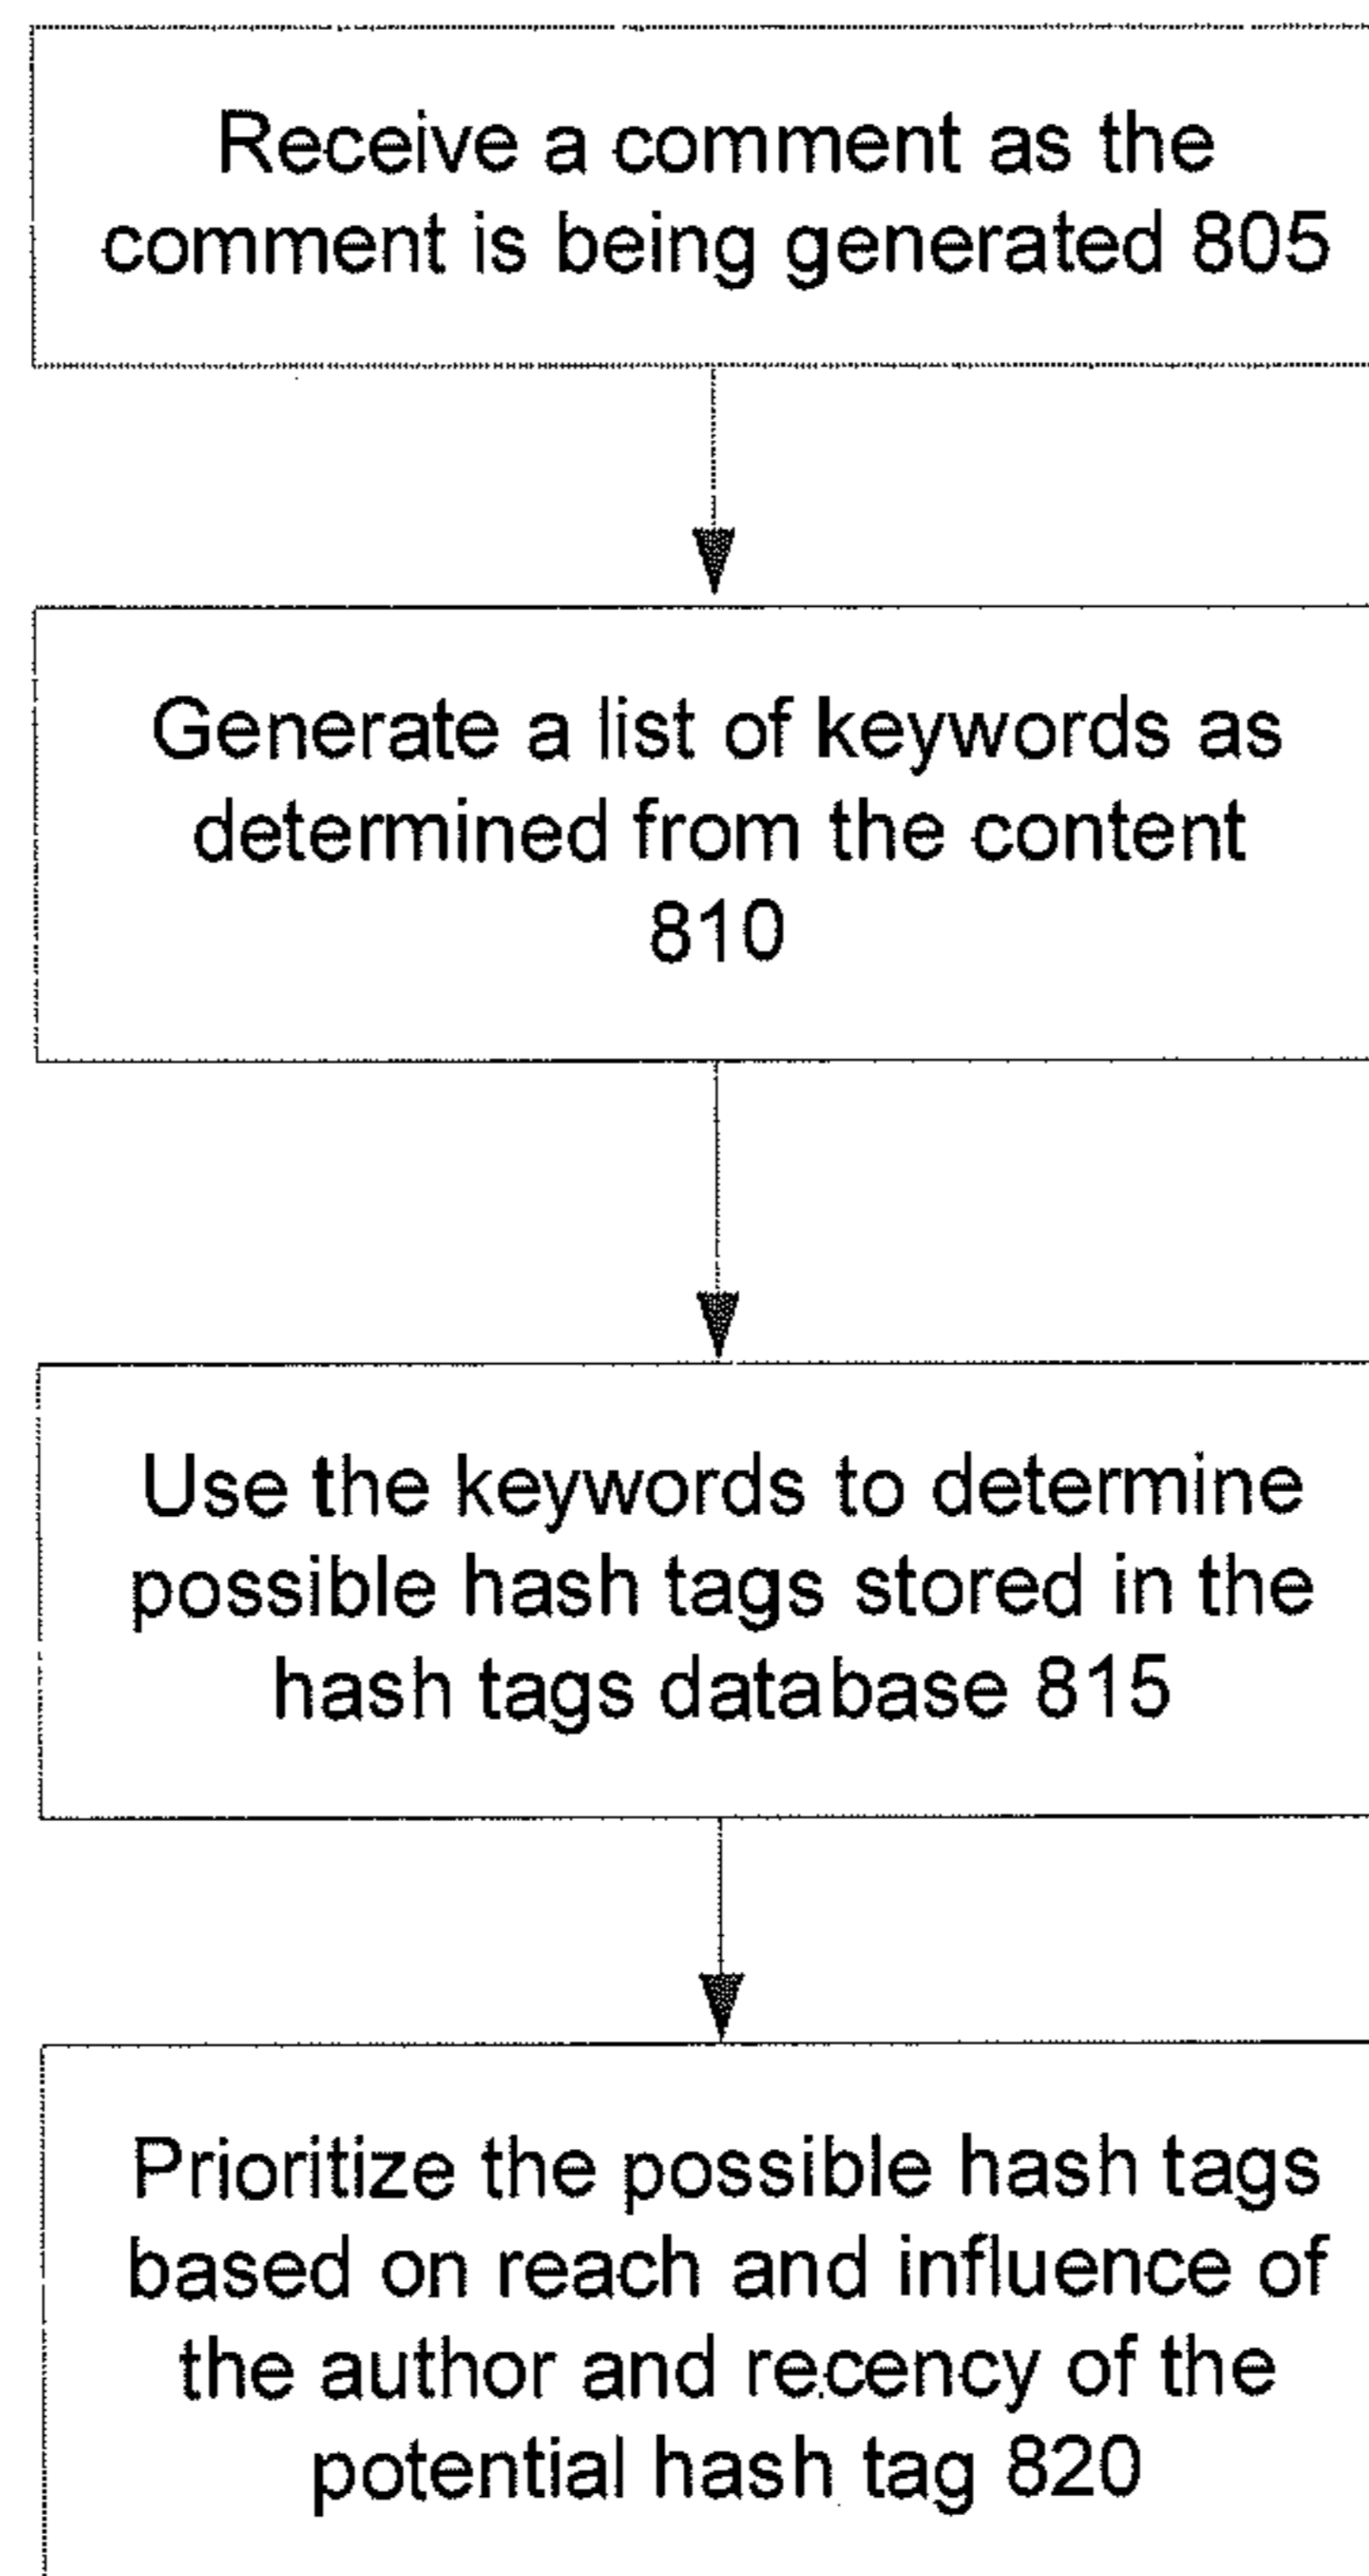 Receive a comment as the
comment is being generated 805
Generate a list of keywords as
determined from the content
810
Use the keywords to determine
possible hash tags stored in the
hash tags database 815
Prioritize the possible hash tags
based on reach and influence of
the author and recency of the
potential hash tag 820